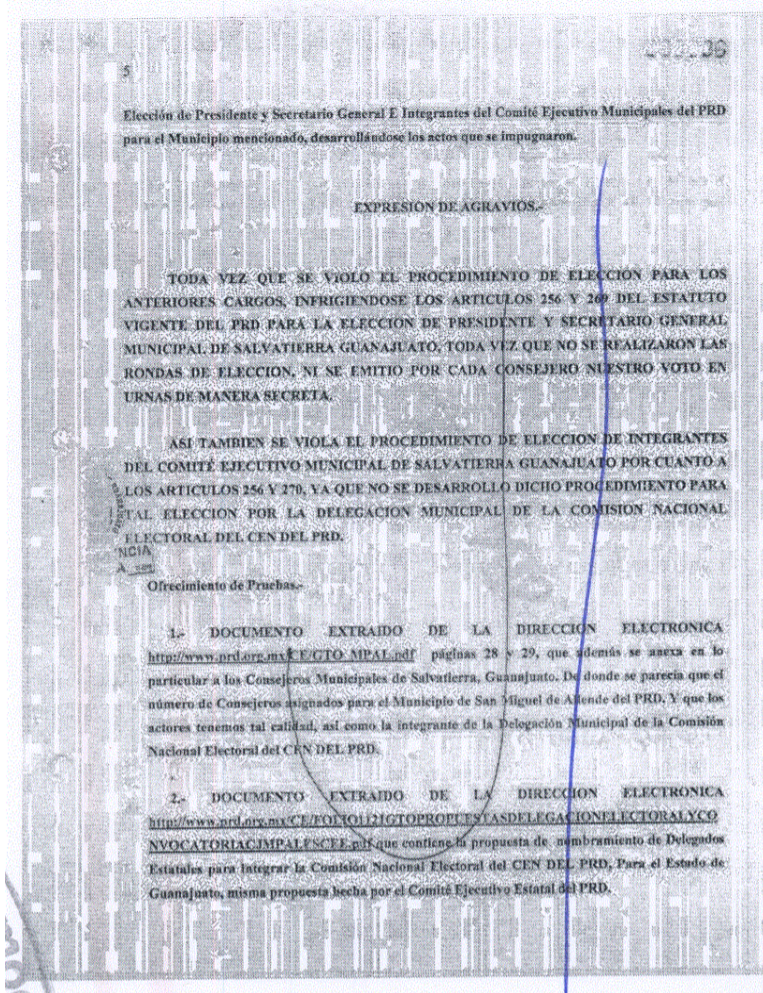 5
Elección de Presidente y Secretario General E Integrantes del Comité Ejecutivo Municipales del PRD
para el Municipio mencionado, desarrollándose los actos que se impugnaron.
EXPRESION DE AGRAVIOS.-
TODA VEZ QUE SE VIOLO EL PROCEDIMIENTO DE ELECCION PARA LOS
ANTERIORES CARGOS, INFRIGIENDOSE LOS ARTICULOS 256 Y 269 DEL ESTATUTO
VIGENTE DEL PRD PARA LA ELECCION DE PRESIDENTE Y SECRETARIO GENERAL
MUNICIPAL DE SALVATIERRA GUANAJUATO, TODA VEZ QUE NO SE REALIZARON LAS
RONDAS DE ELECCION, NI SE EMITIO POR CADA CONSEJERO NUESTRO VOTO EN
URNAS DE MANERA SECRETA.
ASI TAMBIEN SE VIOLA EL PROCEDIMIENTO DE ELECCION DE INTEGRANTES
DEL COMITÉ EJECUTIVO MUNICIPAL DE SALVATIERRA GUANAJUATO POR CUANTO A
LOS ARTICULOS 256 Y 270, YA QUE NO SE DESARROLLO DICHO PROCEDIMIENTO PARA
TAL ELECCION POR LA DELEGACION MUNICIPAL DE LA COMISION NACIONAL
ELECTORAL DEL CEN DEL PRD.
NCIA
Ofrecimiento de Pruebas.-
1.- DOCUMENTO EXTRAIDO DE LA DIRECCIÓN ELECTRONICA
http://www.prd.org.mx/CE/GTO_MPAL.pdf páginas 28 y 29, que además se anexa en lo
particular a los Consejeros Municipales de Salvatierra, Guanajuato. De donde se parecia que el
número de Consejeros asignados para el Municipio de San Miguel de Allende del PRD, Y que los
actores tenemos tal calidad, así como la integrante de la Delegación Municipal de la Comisión
Nacional Electoral del CEN DEL PRD.
2.- DOCUMENTO EXTRAIDO DE LA DIRECCION ELECTRONICA
http://www.prd.org.mx/CE/FOLIO1121GTOPROPUESTASDELEGACIONELECTORALYCO
NVOCATORIACJMPALESCEE.pdf que contiene la propuesta de nombramiento de Delegados
Estatales para integrar la Comisión Nacional Electoral del CEN DEL PRD, Para el Estado de
Guanajuato, misma propuesta hecha por el Comité Ejecutivo Estatal del PRD.